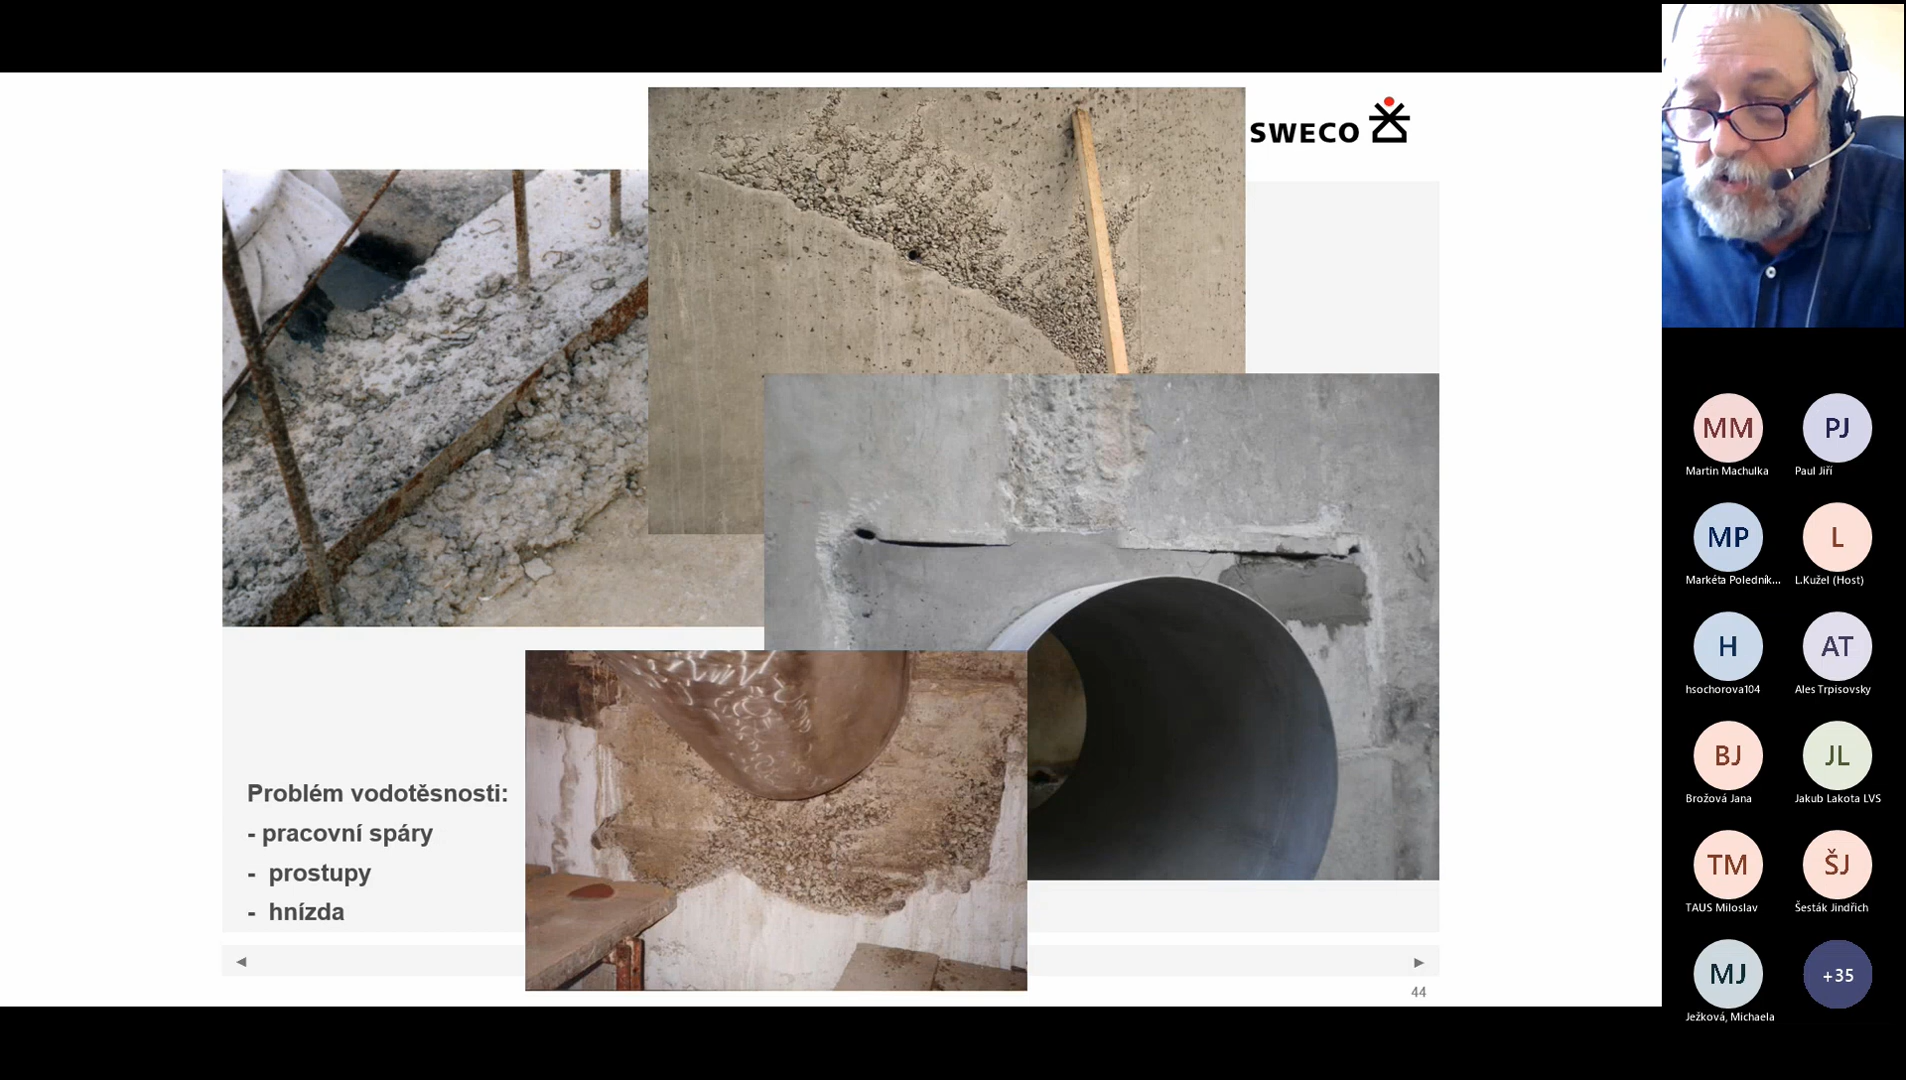 SWECO
Problém vodotěsnosti:
- pracovní spáry
- prostupy
- hnízda
44
MM
Martin Machulka
PJ
Paul Jiří
MP
Markéta Poledník...
L
L.Kužel (Host)
H
hsochorova104
AT
Ales Trpisovsky
BJ
Brožová Jana
JL
Jakub Lakota LVS
TM
TAUS Miloslav
ŠJ
Šesták Jindřich
MJ
Ježková, Michaela
+35